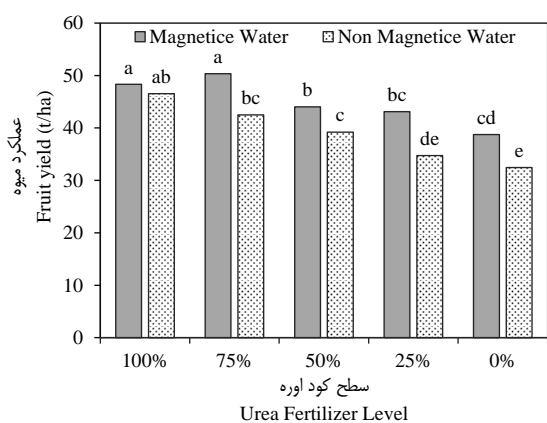 Magnetice Water Non Magnetice Water
60
50
40
30
20
10
0
a ab a bc b c bc de cd e
عملکرد میوه
Fruit yield (t/ha)
100% 75% 50% 25% 0%
سطح کود اوره
Urea Fertilizer Level